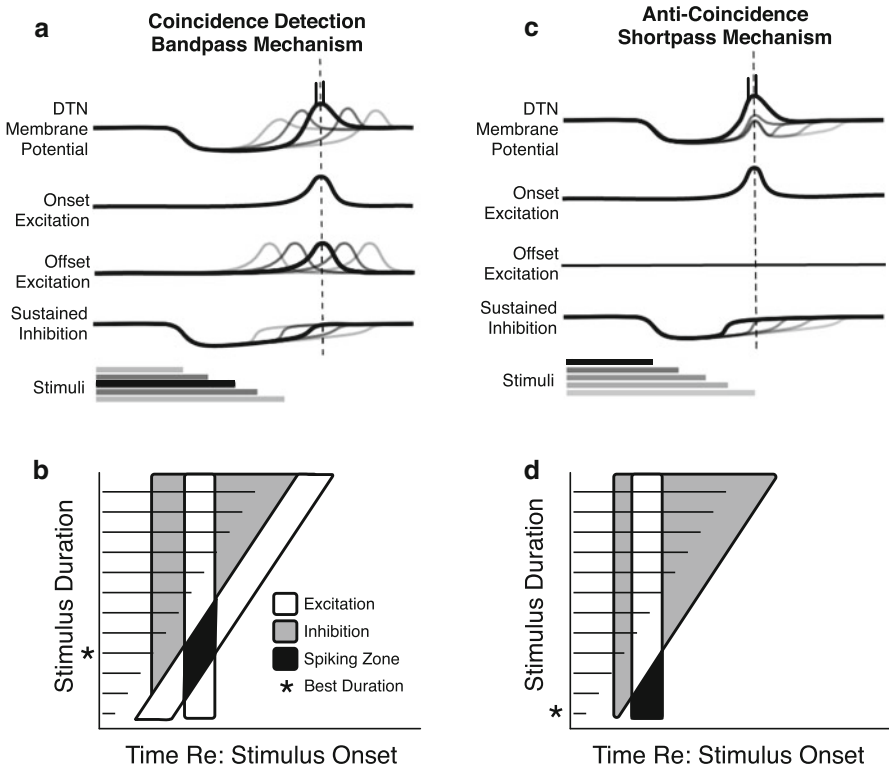 a
Coincidence Detection
Bandpass Mechanism
DTN
Membrane
Potential
Onset
Excitation
Offset
Excitation
Sustained
Inhibition
Stimuli
c
Anti-Coincidence
Shortpass Mechanism
DTN
Membrane
Potential
Onset
Excitation
Offset
Excitation
Sustained
Inhibition
Stimuli
b
Stimulus Duration
*
Excitation
Inhibition
Spiking Zone
* Best Duration
Time Re: Stimulus Onset
d
Stimulus Duration
*
Time Re: Stimulus Onset